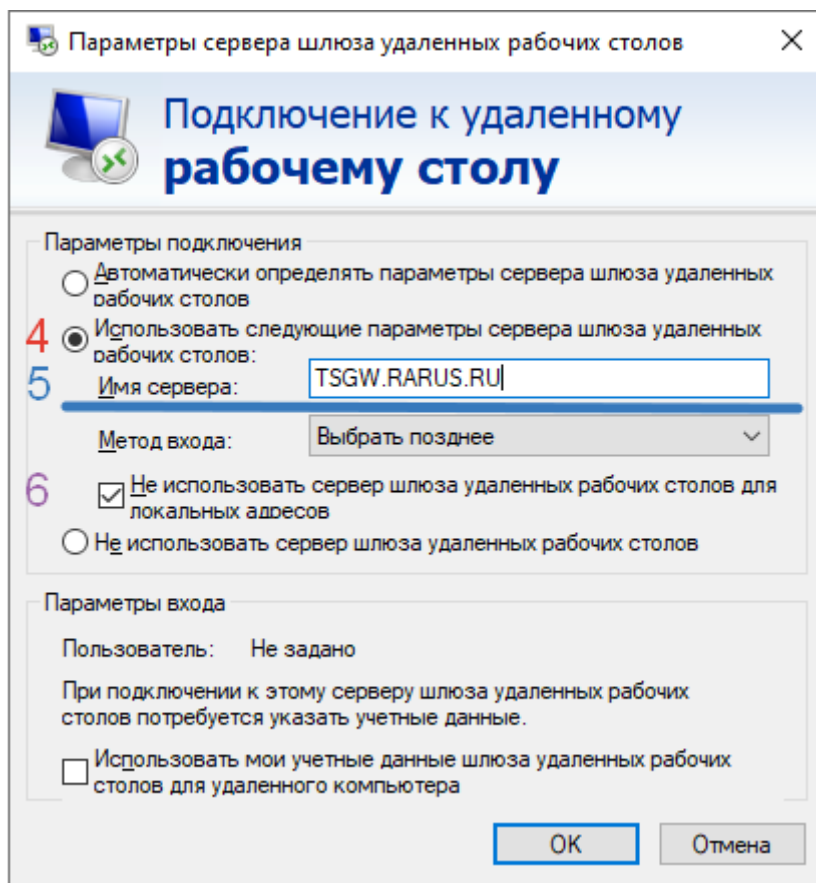 Параметры сервера шлюза удаленных рабочих столов
Подключение к удаленному
рабочему столу
Параметры подключения
Автоматически определять параметры сервера шлюза удаленных
рабочих столов
4 Использовать следующие параметры сервера шлюза удаленных
рабочих столов:
5 Имя сервера: TSGW.RARUS.RU
Метод входа: Выбрать позднее
6 Не использовать сервер шлюза удаленных рабочих столов для
локальных адресов
Не использовать сервер шлюза удаленных рабочих столов
Параметры входа
Пользователь: Не задано
При подключении к этому серверу шлюза удаленных рабочих
столов потребуется указать учетные данные.
Использовать мои учетные данные шлюза удаленных рабочих
столов для удаленного компьютера
OK Отмена